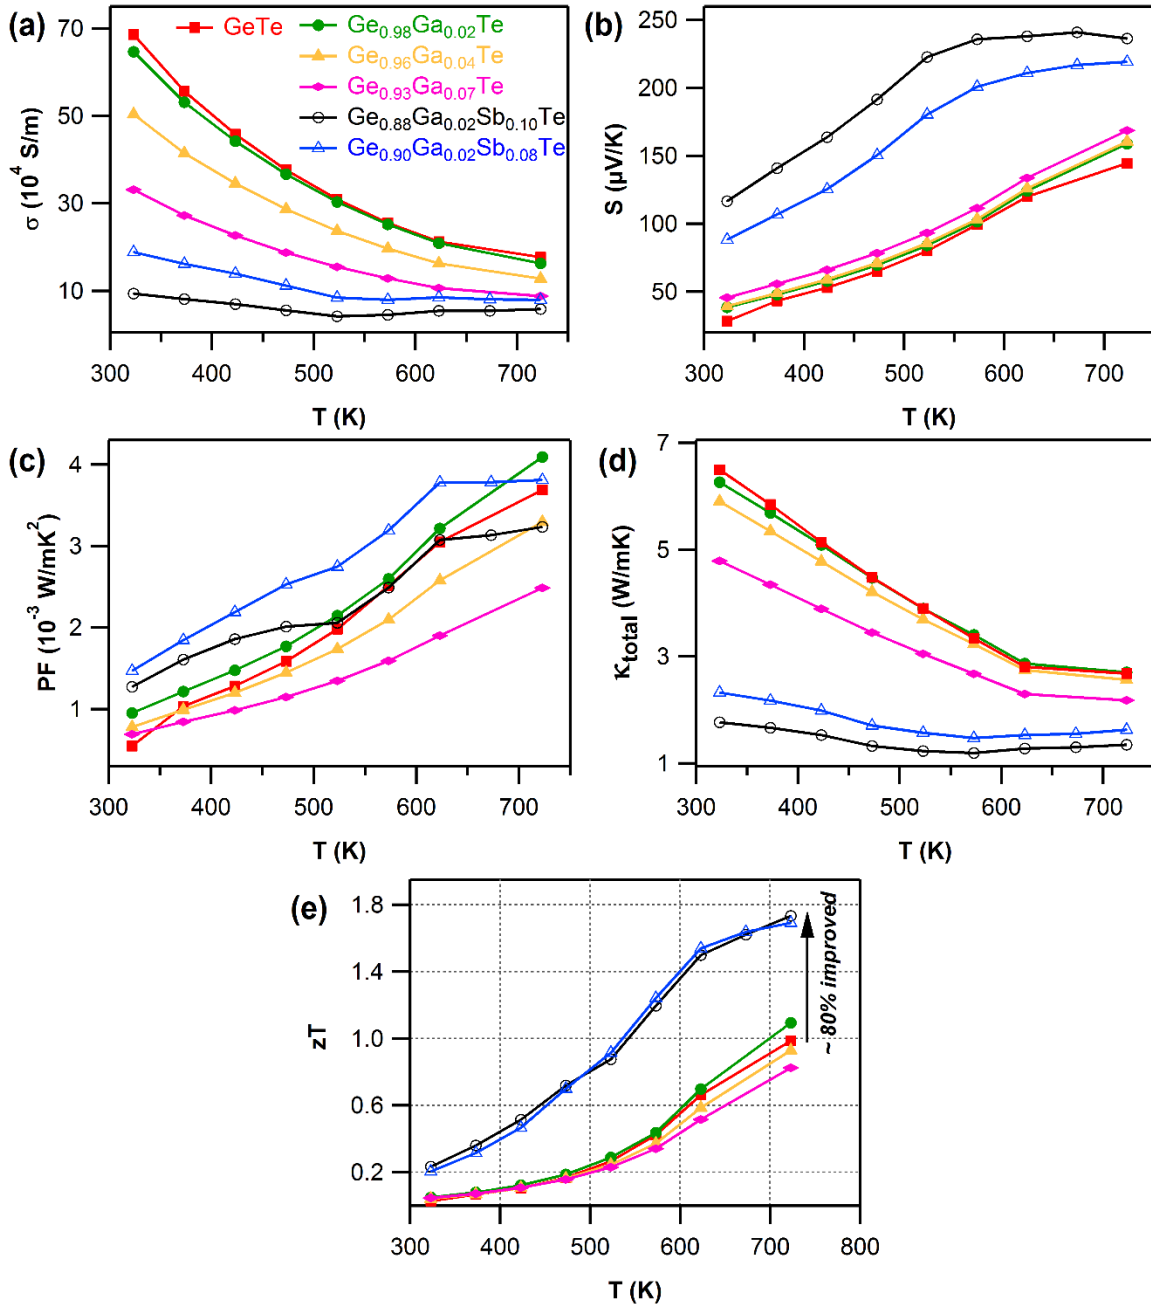 (a)
GeTe
Ge0.98Ga0.02Te
Ge0.96Ga0.04Te
Ge0.93Ga0.07Te
Ge0.88Ga0.02Sb0.10Te
Ge0.90Ga0.02Sb0.08Te
70
50
30
10
σ (10⁴ S/m)
300 400 500 600 700
T (K)
(b)
250
200
150
100
50
S (µV/K)
300 400 500 600 700
T (K)
(c)
4
3
2
1
PF (10⁻³ W/mK²)
300 400 500 600 700
T (K)
(d)
7
5
3
1
κtotal (W/mK)
300 400 500 600 700
T (K)
(e)
1.8
1.4
1.0
0.6
0.2
zT
~ 80% improved
300 400 500 600 700 800
T (K)